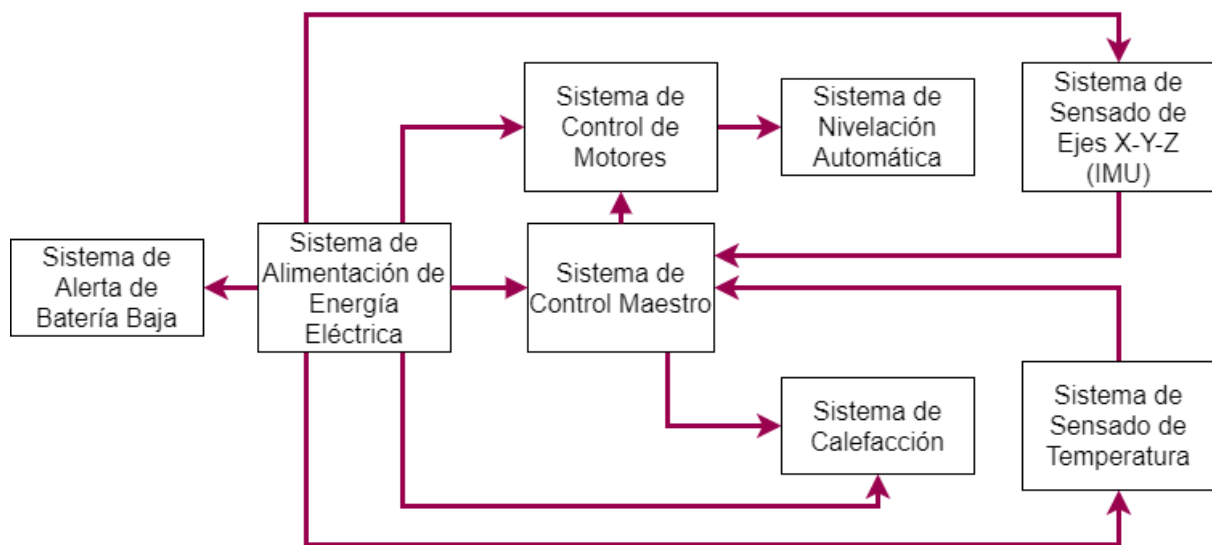 Sistema de
Control de
Motores
Sistema de
Nivelación
Automática
Sistema de
Sensado de
Ejes X-Y-Z
(IMU)
Sistema de
Alerta de
Batería Baja
Sistema de
Alimentación de
Energía
Eléctrica
Sistema de
Control Maestro
Sistema de
Calefacción
Sistema de
Sensado de
Temperatura